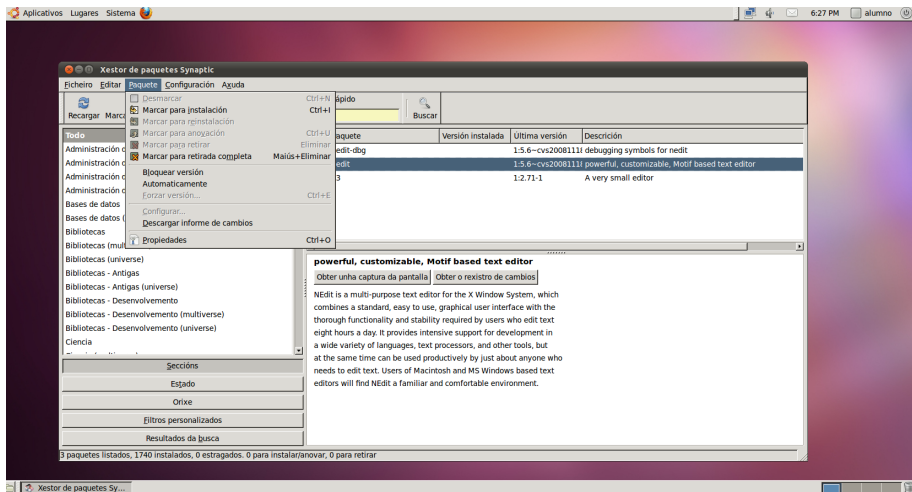 Aplicativos Lugares Sistema 6:27 PM alumno
Xestor de paquetes Synaptic
Ficheiro Editar Paquete Configuración Axuda
Recargar Marca ápido Buscar
Desmarcar Ctrl+N
Marcar para instalación Ctrl+I
Marcar para reinstalación
Marcar para anovación Ctrl+U
Marcar para retirar Eliminar
Marcar para retirada completa Maiús+Eliminar
Bloquear versión
Automaticamente
Forzar versión... Ctrl+E
Configurar...
Descargar informe de cambios
Propiedades Ctrl+O
Todo
Administración d
Administración d
Administración d
Administración d
Bases de datos
Bases de datos (
Bibliotecas
Bibliotecas (mul
Bibliotecas (universe)
Bibliotecas - Antigas
Bibliotecas - Antigas (universe)
Bibliotecas - Desenvolvemento
Bibliotecas - Desenvolvemento (multiverse)
Bibliotecas - Desenvolvemento (universe)
Ciencia
Seccións
Estado
Orixe
Filtros personalizados
Resultados da busca
aquete Versión instalada Última versión Descrición
edit-dbg 1:5.6~cvs20081118 debugging symbols for nedit
edit 1:5.6~cvs20081118 powerful, customizable, Motif based text editor
3 1:2.71-1 A very small editor
powerful, customizable, Motif based text editor
Obter unha captura da pantalla Obter o rexistro de cambios
NEdit is a multi-purpose text editor for the X Window System, which
combines a standard, easy to use, graphical user interface with the
thorough functionality and stability required by users who edit text
eight hours a day. It provides intensive support for development in
a wide variety of languages, text processors, and other tools, but
at the same time can be used productively by just about anyone who
needs to edit text. Users of Macintosh and MS Windows based text
editors will find NEdit a familiar and comfortable environment.
3 paquetes listados, 1740 instalados, 0 estragados. 0 para instalar/anovar, 0 para retirar
Xestor de paquetes Sy...